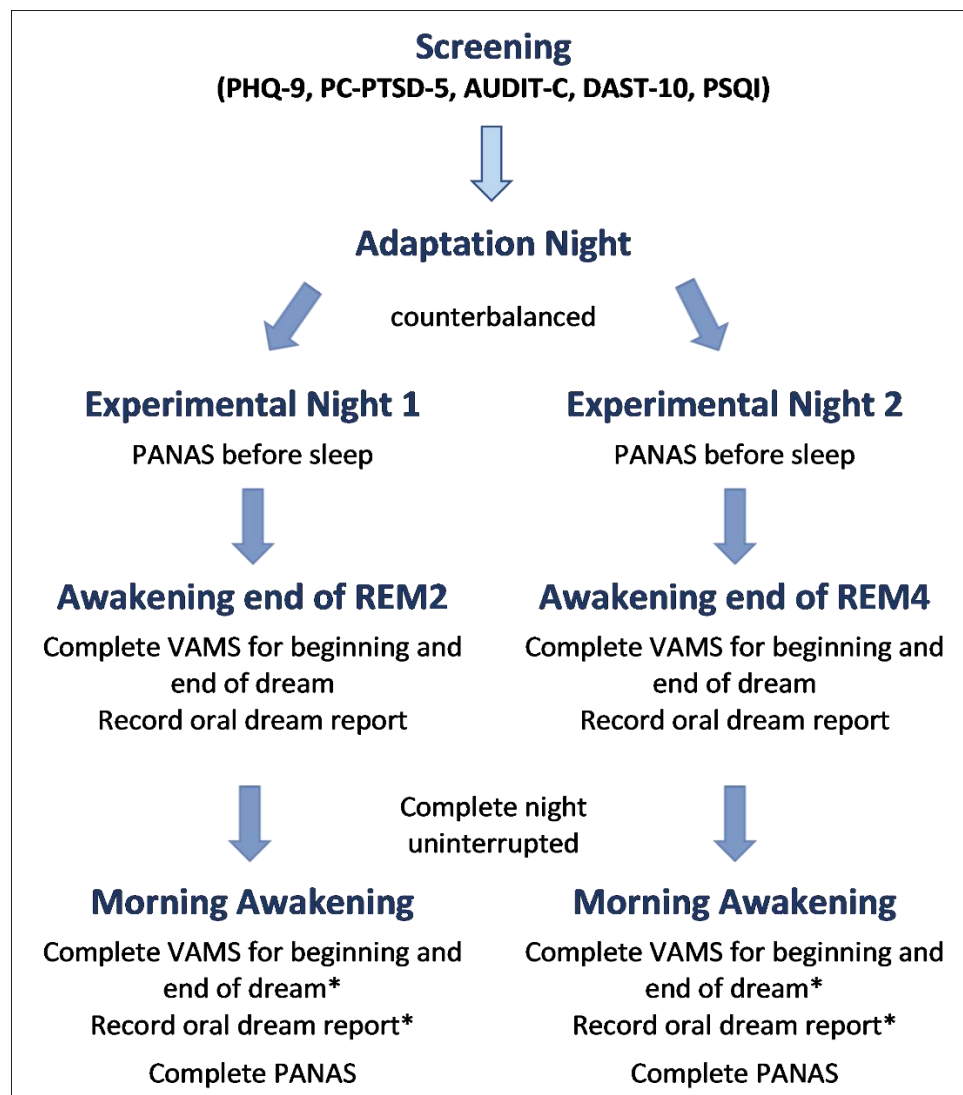 Screening
(PHQ-9, PC-PTSD-5, AUDIT-C, DAST-10, PSQI)
Adaptation Night
counterbalanced
Experimental Night 1
PANAS before sleep
Experimental Night 2
PANAS before sleep
Awakening end of REM2
Complete VAMS for beginning and
end of dream
Record oral dream report
Awakening end of REM4
Complete VAMS for beginning and
end of dream
Record oral dream report
Complete night
uninterrupted
Morning Awakening
Complete VAMS for beginning and
end of dream*
Record oral dream report*
Complete PANAS
Morning Awakening
Complete VAMS for beginning and
end of dream*
Record oral dream report*
Complete PANAS